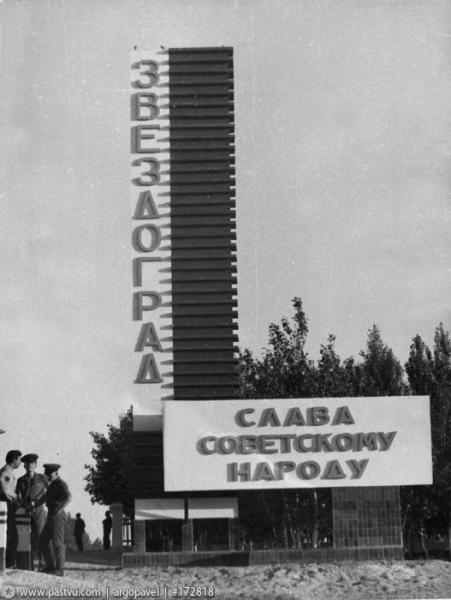 ЗВЕЗДОГРАД
СЛАВА
СОВЕТСКОМУ
НАРОДУ
www.pastvu.com | argopavel | #172818